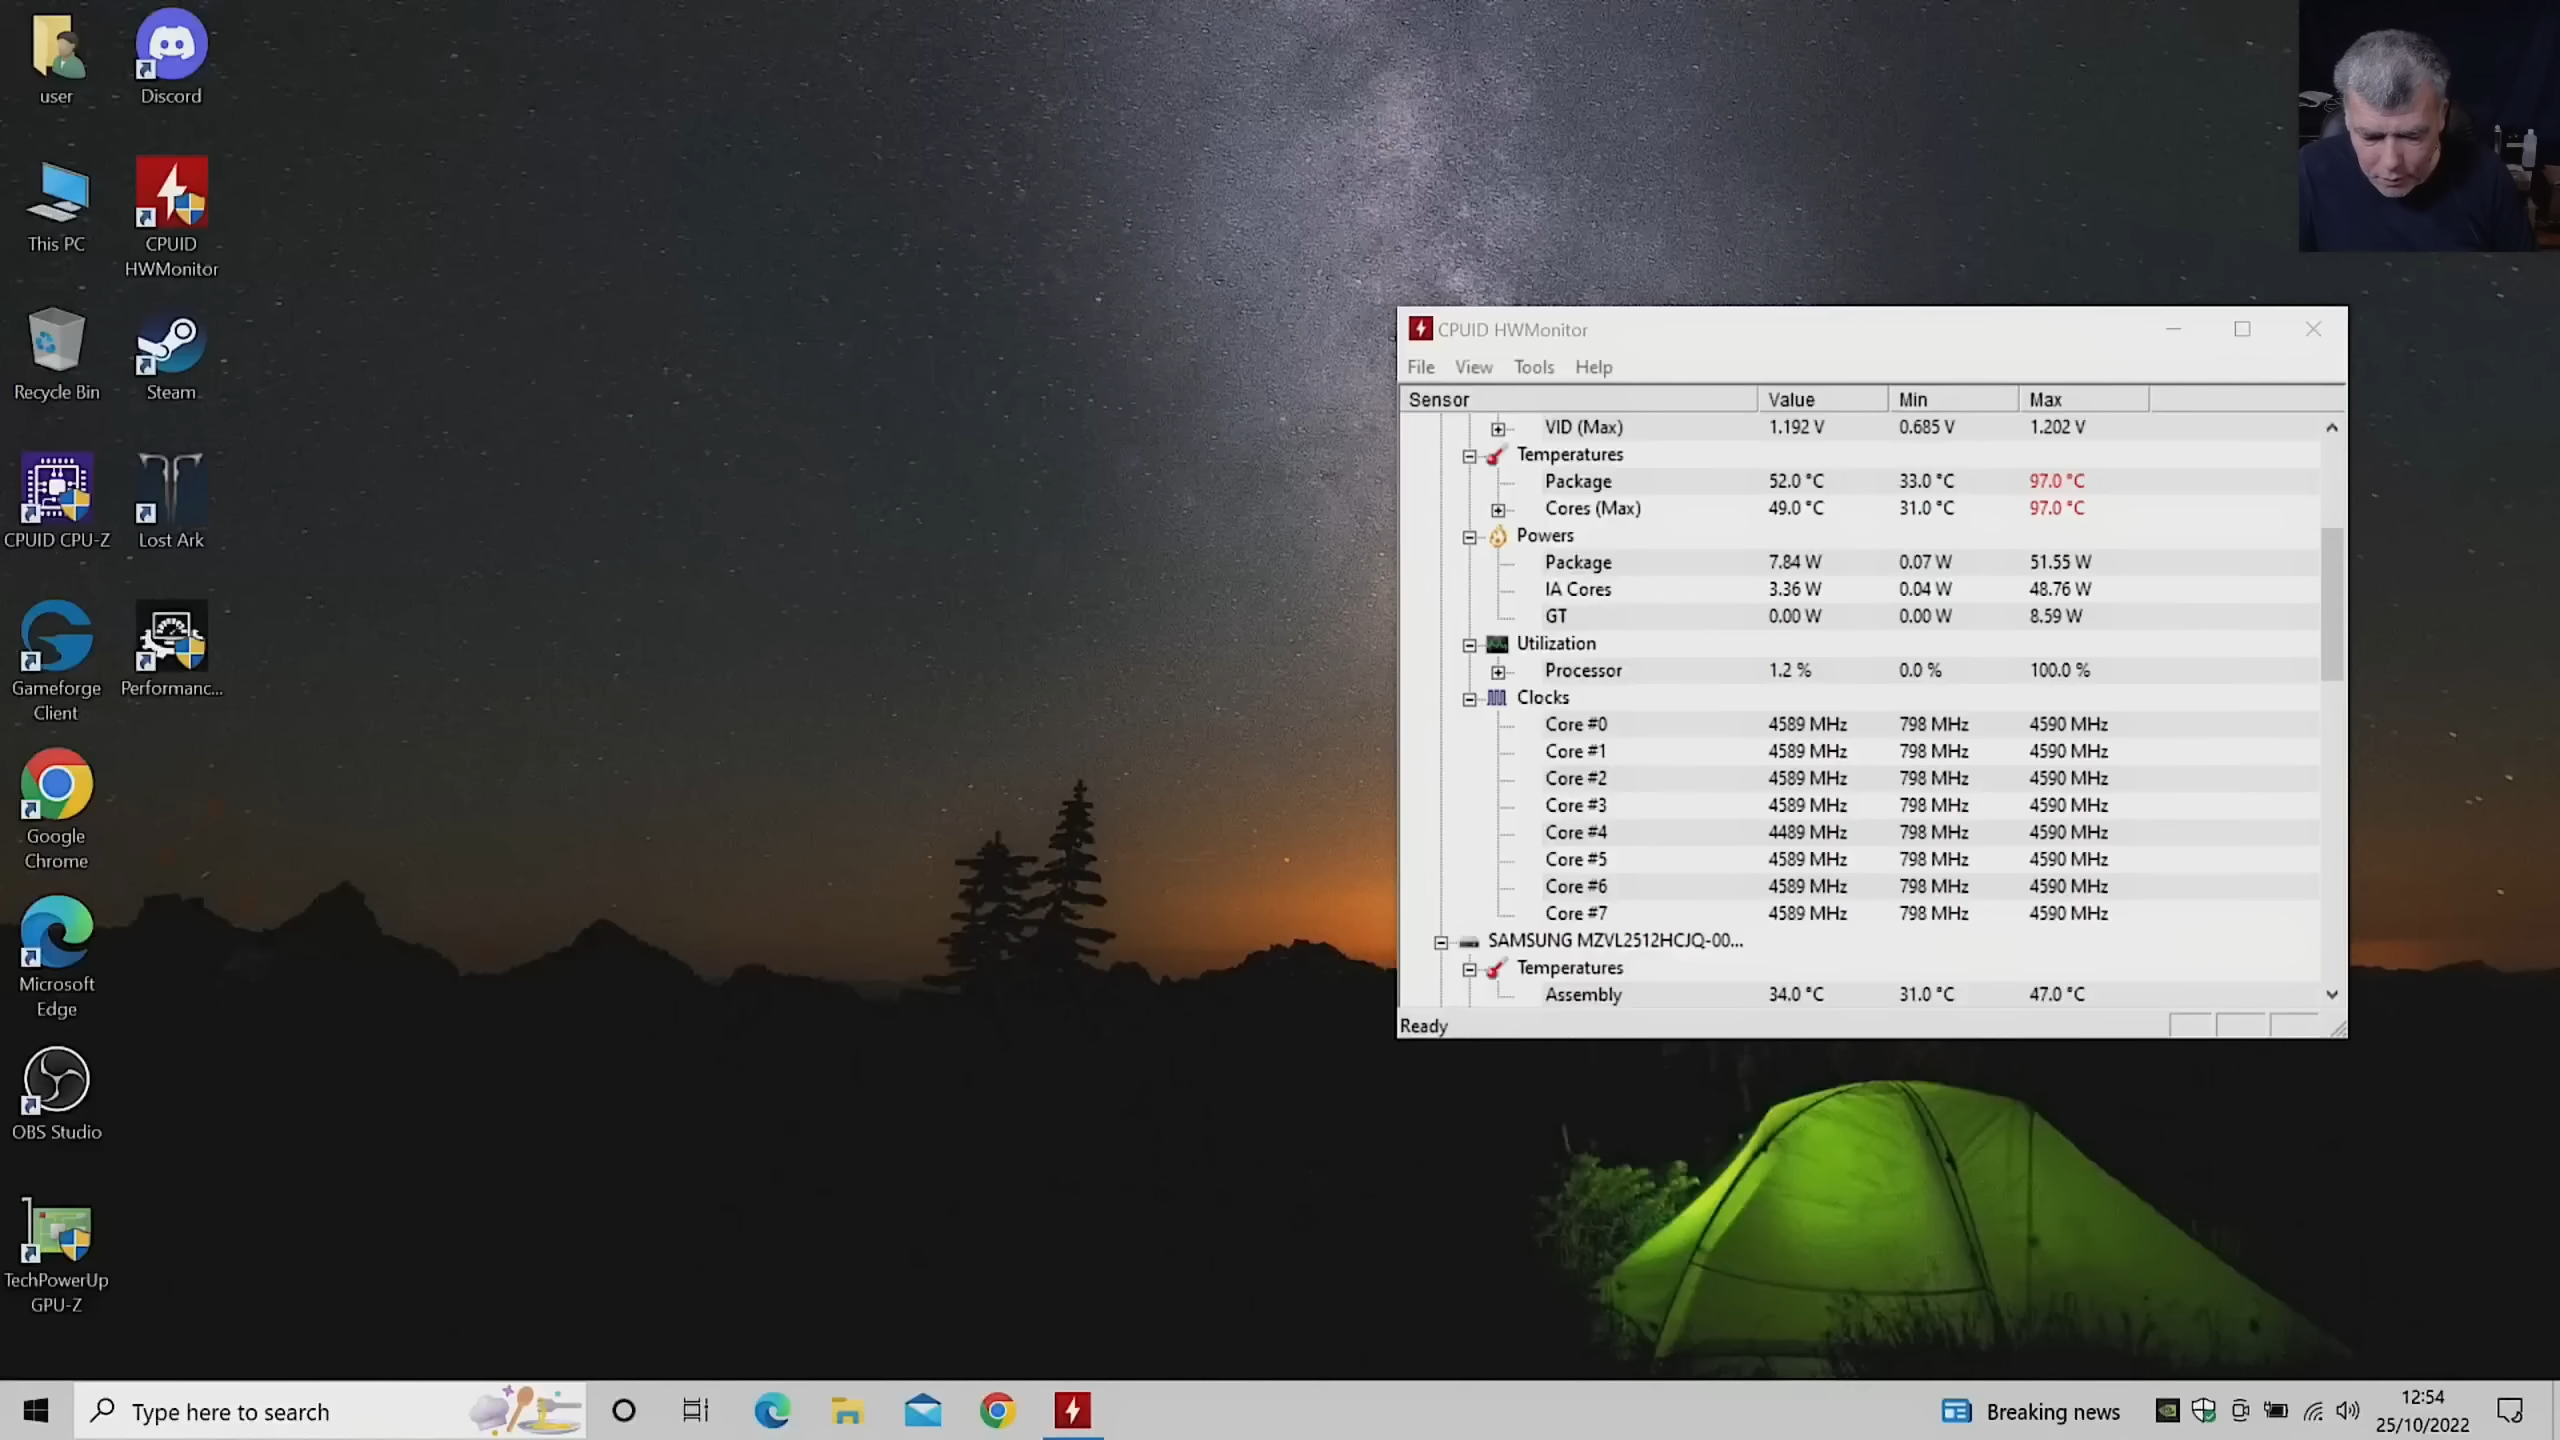 user
Discord
This PC
CPUID
HWMonitor
Recycle Bin
Steam
CPUID CPU-Z
Lost Ark
Gameforge
Client
Performanc...
Google
Chrome
Microsoft
Edge
OBS Studio
TechPowerUp
GPU-Z
CPUID HWMonitor
File View Tools Help
Sensor Value Min Max
VID (Max) 1.192 V 0.685 V 1.202 V
Temperatures
Package 52.0 °C 33.0 °C 97.0 °C
Cores (Max) 49.0 °C 31.0 °C 97.0 °C
Powers
Package 7.84 W 0.07 W 51.55 W
IA Cores 3.36 W 0.04 W 48.76 W
GT 0.00 W 0.00 W 8.59 W
Utilization
Processor 1.2 % 0.0 % 100.0 %
Clocks
Core #0 4589 MHz 798 MHz 4590 MHz
Core #1 4589 MHz 798 MHz 4590 MHz
Core #2 4589 MHz 798 MHz 4590 MHz
Core #3 4589 MHz 798 MHz 4590 MHz
Core #4 4489 MHz 798 MHz 4590 MHz
Core #5 4589 MHz 798 MHz 4590 MHz
Core #6 4589 MHz 798 MHz 4590 MHz
Core #7 4589 MHz 798 MHz 4590 MHz
SAMSUNG MZVL2512HCJQ-00...
Temperatures
Assembly 34.0 °C 31.0 °C 47.0 °C
Ready
Type here to search
Breaking news
12:54
25/10/2022